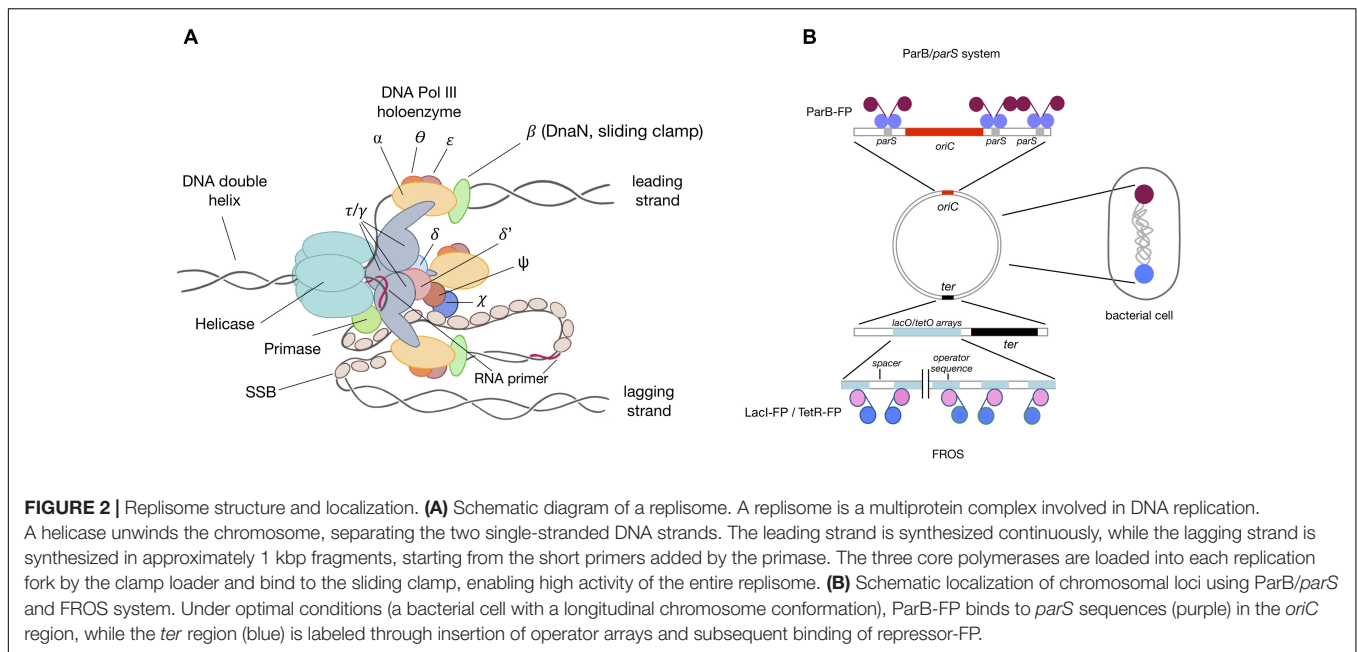 A
DNA Pol III
holoenzyme
α
θ
ε
β (DnaN, sliding clamp)
DNA double
helix
leading
strand
τ/γ
δ
δ’
ψ
χ
Helicase
Primase
SSB
RNA primer
lagging
strand
B
ParB/parS system
ParB-FP
parS
oriC
parS
parS
oriC
ter
bacterial cell
lacO/tetO arrays
ter
spacer
operator
sequence
LacI-FP / TetR-FP
FROS
FIGURE 2 | Replisome structure and localization. (A) Schematic diagram of a replisome. A replisome is a multiprotein complex involved in DNA replication.
A helicase unwinds the chromosome, separating the two single-stranded DNA strands. The leading strand is synthesized continuously, while the lagging strand is
synthesized in approximately 1 kbp fragments, starting from the short primers added by the primase. The three core polymerases are loaded into each replication
fork by the clamp loader and bind to the sliding clamp, enabling high activity of the entire replisome. (B) Schematic localization of chromosomal loci using ParB/parS
and FROS system. Under optimal conditions (a bacterial cell with a longitudinal chromosome conformation), ParB-FP binds to parS sequences (purple) in the oriC
region, while the ter region (blue) is labeled through insertion of operator arrays and subsequent binding of repressor-FP.